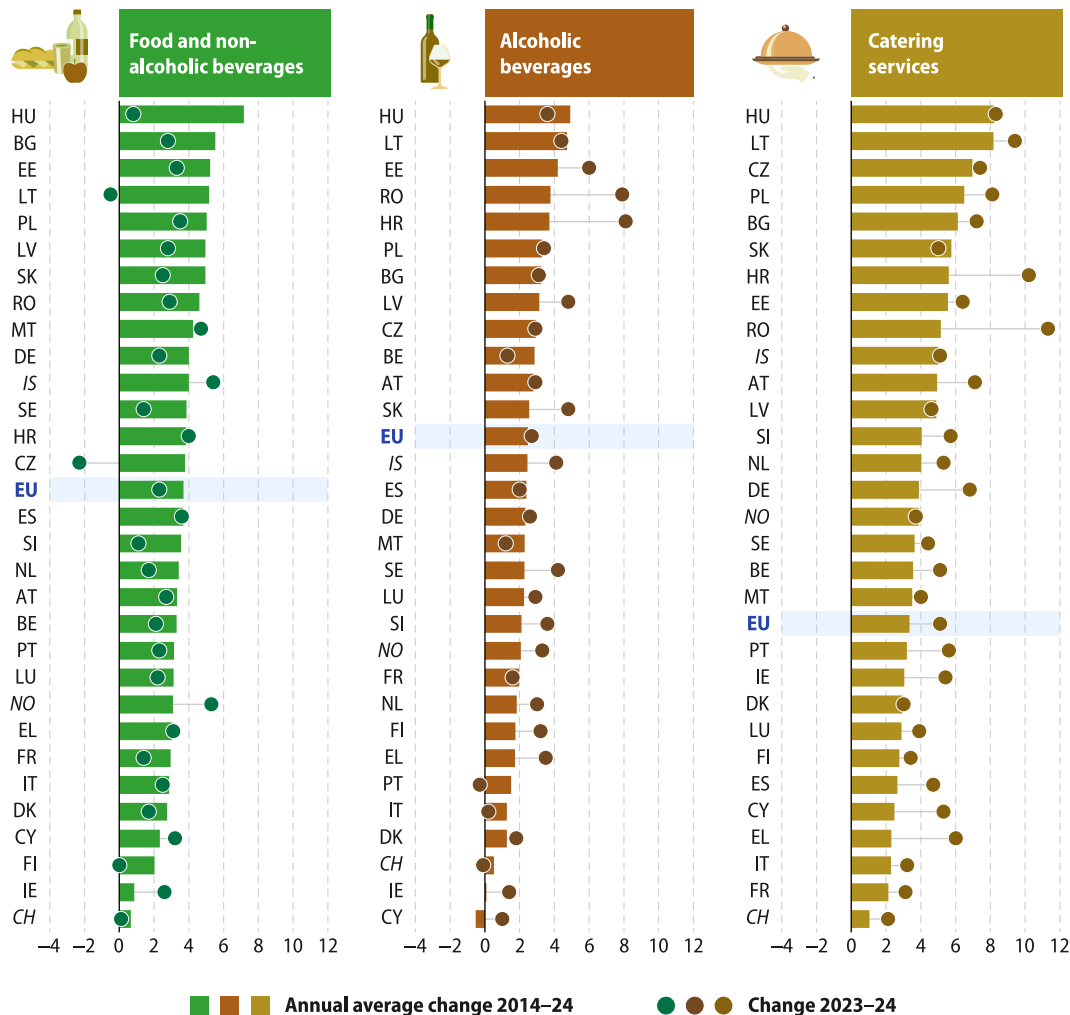 Food and non-
alcoholic beverages
HU
BG
EE
LT
PL
LV
SK
RO
MT
DE
IS
SE
HR
CZ
EU
ES
SI
NL
AT
BE
PT
LU
NO
EL
FR
IT
DK
CY
FI
IE
CH
−4 −2 0 2 4 6 8 10 12
Alcoholic
beverages
HU
LT
EE
RO
HR
PL
BG
LV
CZ
BE
AT
SK
EU
IS
ES
DE
MT
SE
LU
SI
NO
FR
NL
FI
EL
PT
IT
DK
CH
IE
CY
−4 −2 0 2 4 6 8 10 12
Catering
services
HU
LT
CZ
PL
BG
SK
HR
EE
RO
IS
AT
LV
SI
NL
DE
NO
SE
BE
MT
EU
PT
IE
DK
LU
FI
ES
CY
EL
IT
FR
CH
−4 −2 0 2 4 6 8 10 12
Annual average change 2014–24
Change 2023–24